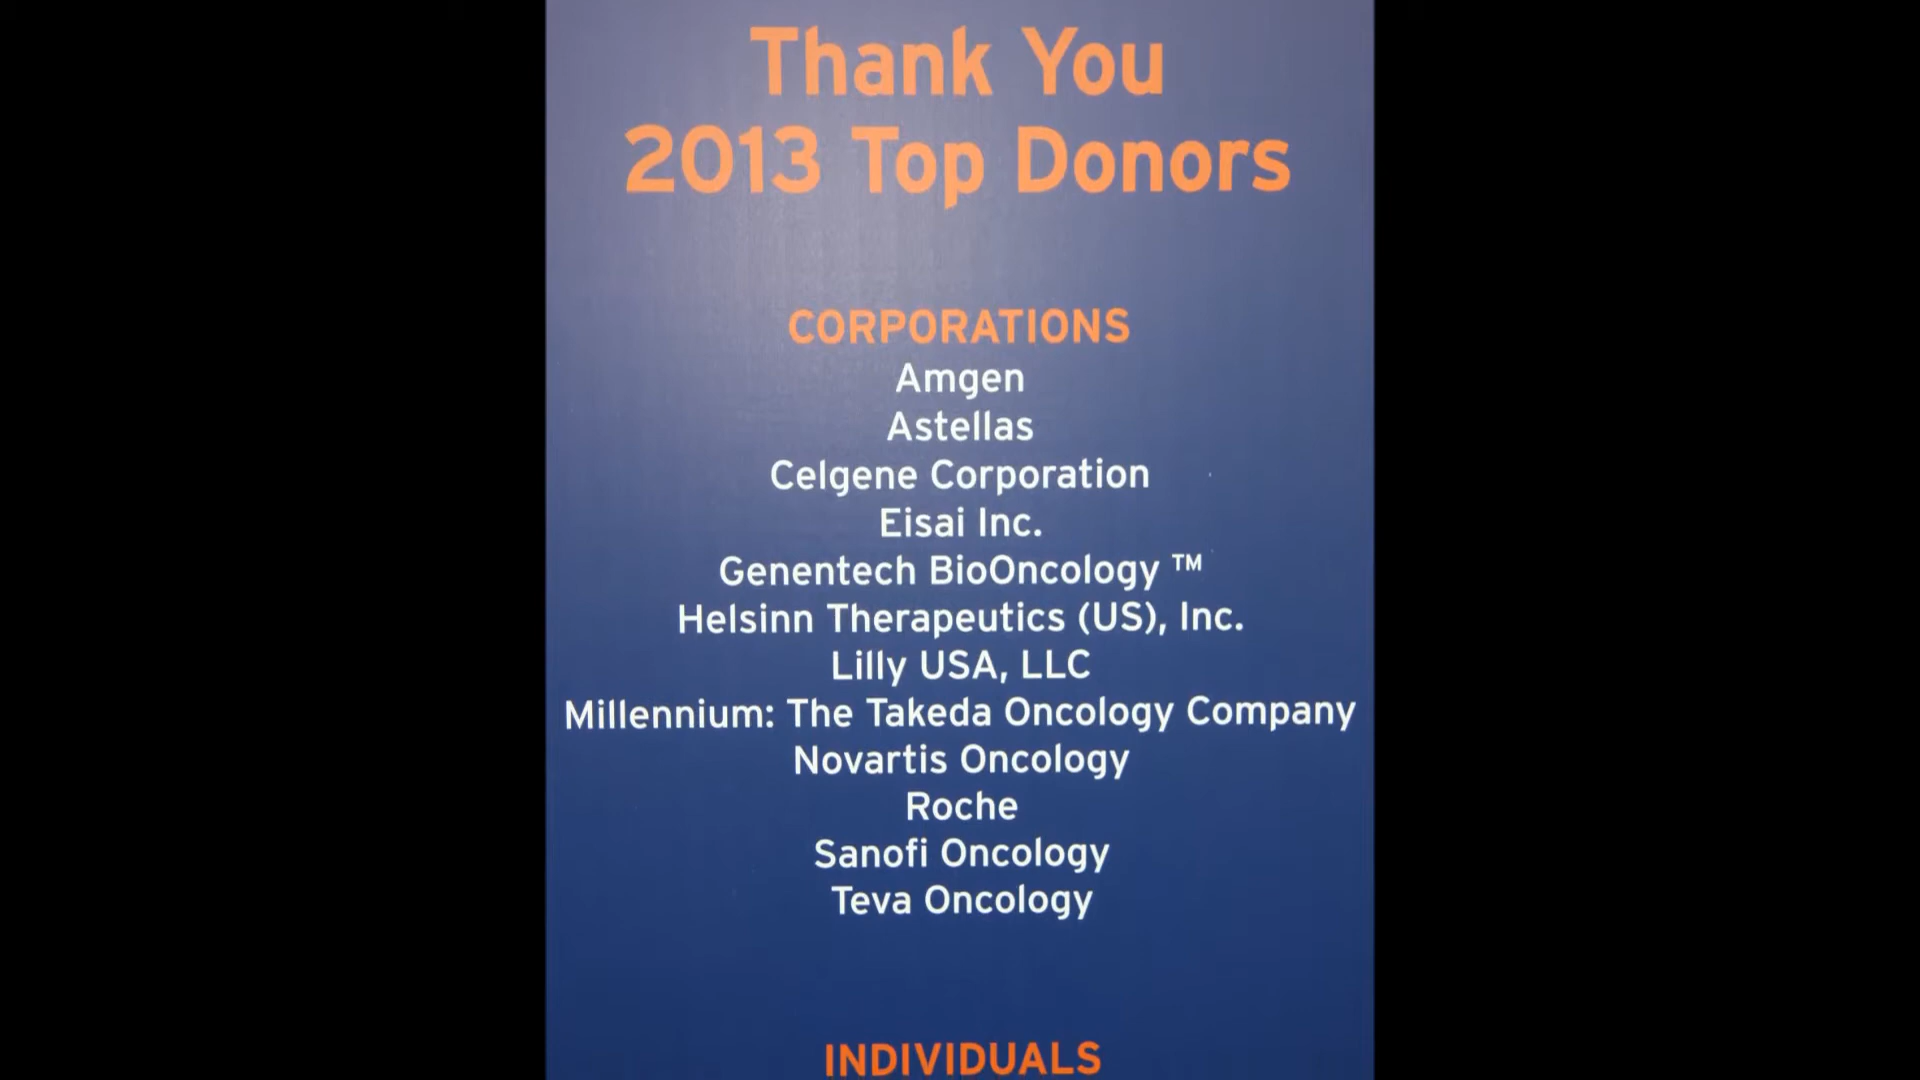 Thank You
2013 Top Donors
CORPORATIONS
Amgen
Astellas
Celgene Corporation
Eisai Inc.
Genentech BioOncology ™
Helsinn Therapeutics (US), Inc.
Lilly USA, LLC
Millennium: The Takeda Oncology Company
Novartis Oncology
Roche
Sanofi Oncology
Teva Oncology
INDIVIDUALS